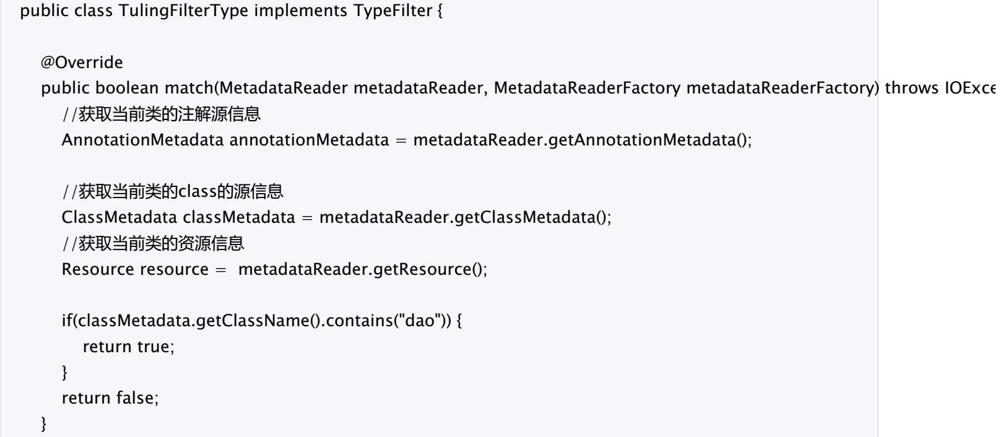 public class TulingFilterType implements TypeFilter {
@Override
public boolean match(MetadataReader metadataReader, MetadataReaderFactory metadataReaderFactory) throws IOExce
//获取当前类的注解源信息
AnnotationMetadata annotationMetadata = metadataReader.getAnnotationMetadata();
//获取当前类的class的源信息
ClassMetadata classMetadata = metadataReader.getClassMetadata();
//获取当前类的资源信息
Resource resource =  metadataReader.getResource();
if(classMetadata.getClassName().contains("dao")) {
return true;
}
return false;
}